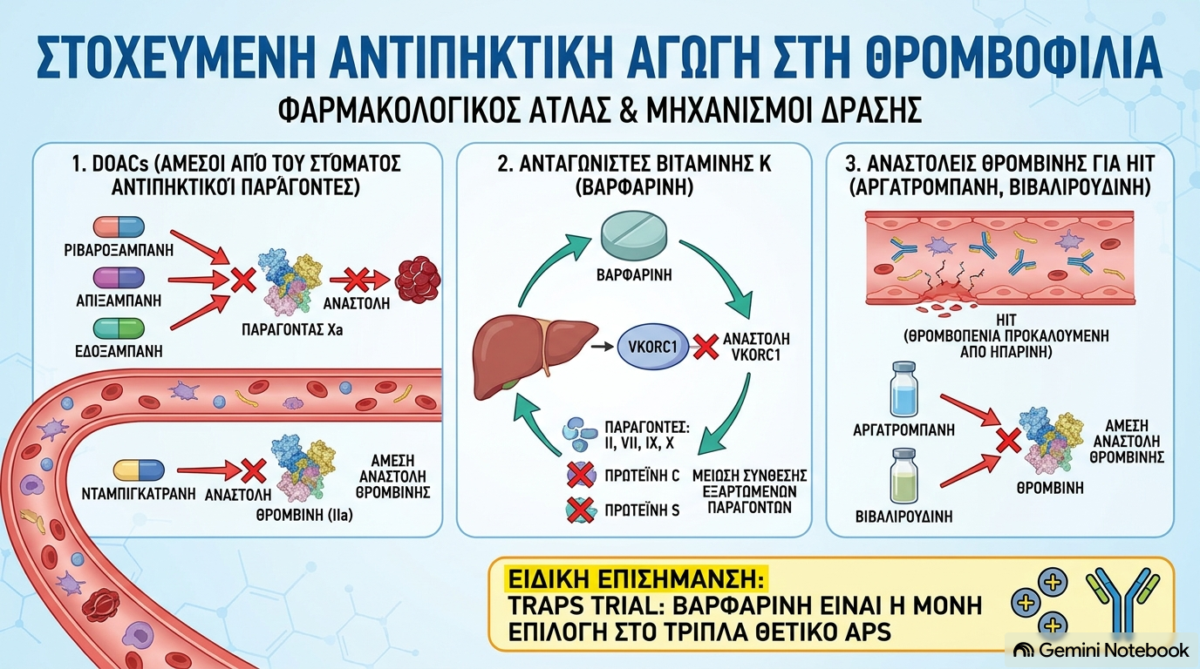 ΣΤΟΧΕΥΜΕΝΗ ΑΝΤΙΠΗΚΤΙΚΗ ΑΓΩΓΗ ΣΤΗ ΘΡΟΜΒΟΦΙΛΙΑ
ΦΑΡΜΑΚΟΛΟΓΙΚΟΣ ΑΤΛΑΣ & ΜΗΧΑΝΙΣΜΟΙ ΔΡΑΣΗΣ
1. DOACs (ΑΜΕΣΟΙ ΑΠΌ ΤΟΥ ΣΤΌΜΑΤΟΣ
ΑΝΤΙΠΗΚΤΙΚΟΊ ΠΑΡΆΓΟΝΤΕΣ)
ΡΙΒΑΡΟΞΑΜΠΑΝΗ
ΑΠΙΞΑΜΠΑΝΗ
ΕΔΟΞΑΜΠΑΝΗ
ΠΑΡΑΓΟΝΤΑΣ Xa
ΑΝΑΣΤΟΛΗ
ΝΤΑΜΠΙΓΚΑΤΡΑΝΗ
ΑΝΑΣΤΟΛΗ
ΘΡΟΜΒΙΝΗ (IIa)
ΑΜΕΣΗ
ΑΝΑΣΤΟΛΗ
ΘΡΟΜΒΙΝΗΣ
2. ΑΝΤΑΓΩΝΙΣΤΕΣ ΒΙΤΑΜΙΝΗΣ Κ
(ΒΑΡΦΑΡΙΝΗ)
ΒΑΡΦΑΡΙΝΗ
VKORC1
ΑΝΑΣΤΟΛΗ
VKORC1
ΠΑΡΑΓΟΝΤΕΣ:
II, VII, IX, X
ΠΡΩΤΕΪΝΗ C
ΠΡΩΤΕΪΝΗ S
ΜΕΙΩΣΗ ΣΥΝΘΕΣΗΣ
ΕΞΑΡΤΩΜΕΝΩΝ
ΠΑΡΑΓΟΝΤΩΝ
3. ΑΝΑΣΤΟΛΕΙΣ ΘΡΟΜΒΙΝΗΣ ΓΙΑ HIT
(ΑΡΓΑΤΡΟΜΠΑΝΗ, ΒΙΒΑΛΙΡΟΥΔΙΝΗ)
HIT
(ΘΡΟΜΒΟΠΕΝΙΑ ΠΡΟΚΑΛΟΥΜΕΝΗ
ΑΠΟ ΗΠΑΡΙΝΗ)
ΑΡΓΑΤΡΟΜΠΑΝΗ
ΒΙΒΑΛΙΡΟΥΔΙΝΗ
ΘΡΟΜΒΙΝΗ
ΑΜΕΣΗ
ΑΝΑΣΤΟΛΗ
ΘΡΟΜΒΙΝΗΣ
ΕΙΔΙΚΗ ΕΠΙΣΗΜΑΝΣΗ:
TRAPS TRIAL: ΒΑΡΦΑΡΙΝΗ ΕΙΝΑΙ Η ΜΟΝΗ
ΕΠΙΛΟΓΗ ΣΤΟ ΤΡΙΠΛΑ ΘΕΤΙΚΟ APS
Gemini Notebook